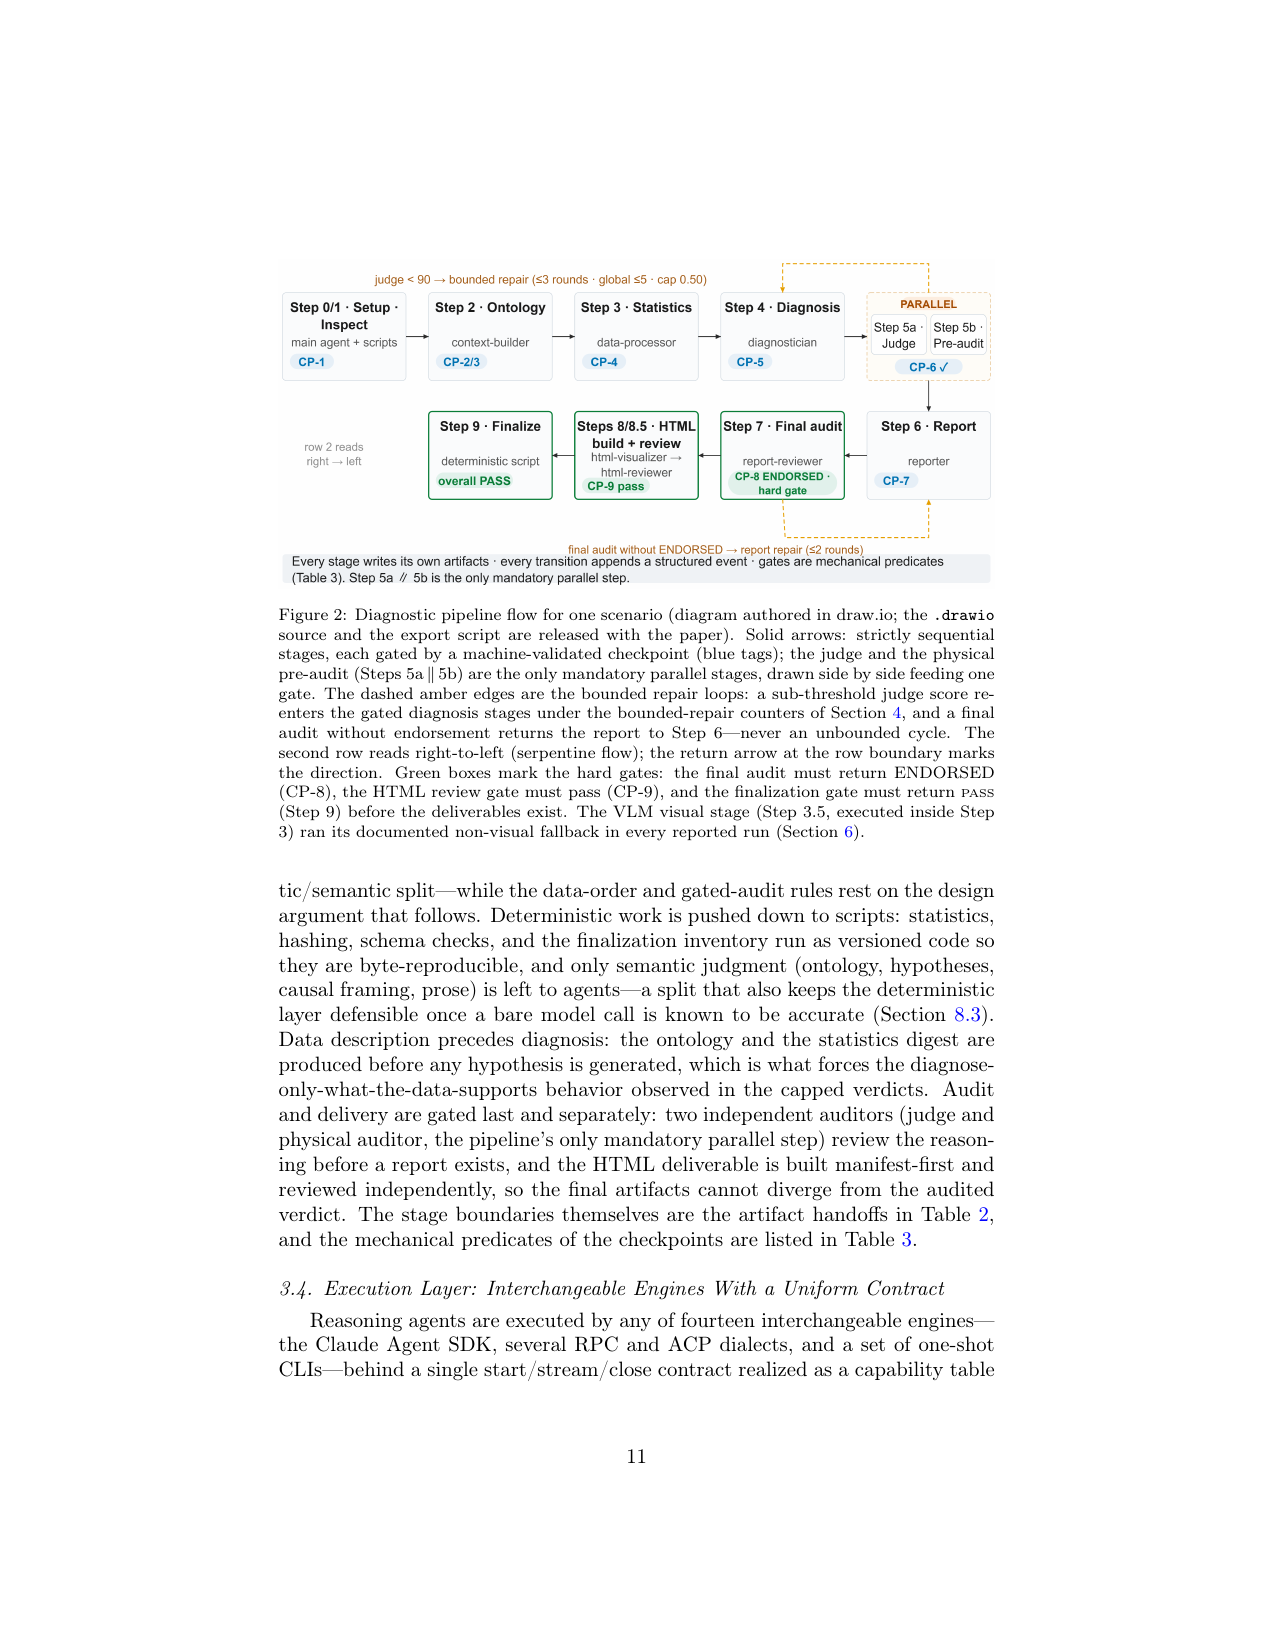 judge < 90 → bounded repair (≤3 rounds · global ≤5 · cap 0.50)
Step 0/1 · Setup ·
Inspect
main agent + scripts
CP-1
Step 2 · Ontology
context-builder
CP-2/3
Step 3 · Statistics
data-processor
CP-4
Step 4 · Diagnosis
diagnostician
CP-5
PARALLEL
Step 5a ·
Judge
Step 5b ·
Pre-audit
CP-6 ✓
row 2 reads
right → left
Step 9 · Finalize
deterministic script
overall PASS
Steps 8/8.5 · HTML
build + review
html-visualizer →
html-reviewer
CP-9 pass
Step 7 · Final audit
report-reviewer
CP-8 ENDORSED ·
hard gate
Step 6 · Report
reporter
CP-7
final audit without ENDORSED → report repair (≤2 rounds)
Every stage writes its own artifacts · every transition appends a structured event · gates are mechanical predicates
(Table 3). Step 5a ∥ 5b is the only mandatory parallel step.
Figure 2: Diagnostic pipeline flow for one scenario (diagram authored in draw.io; the .drawio
source and the export script are released with the paper). Solid arrows: strictly sequential
stages, each gated by a machine-validated checkpoint (blue tags); the judge and the physical
pre-audit (Steps 5a ∥ 5b) are the only mandatory parallel stages, drawn side by side feeding one
gate. The dashed amber edges are the bounded repair loops: a sub-threshold judge score re-
enters the gated diagnosis stages under the bounded-repair counters of Section 4, and a final
audit without endorsement returns the report to Step 6—never an unbounded cycle. The
second row reads right-to-left (serpentine flow); the return arrow at the row boundary marks
the direction. Green boxes mark the hard gates: the final audit must return ENDORSED
(CP-8), the HTML review gate must pass (CP-9), and the finalization gate must return PASS
(Step 9) before the deliverables exist. The VLM visual stage (Step 3.5, executed inside Step
3) ran its documented non-visual fallback in every reported run (Section 6).
tic/semantic split—while the data-order and gated-audit rules rest on the design
argument that follows. Deterministic work is pushed down to scripts: statistics,
hashing, schema checks, and the finalization inventory run as versioned code so
they are byte-reproducible, and only semantic judgment (ontology, hypotheses,
causal framing, prose) is left to agents—a split that also keeps the deterministic
layer defensible once a bare model call is known to be accurate (Section 8.3).
Data description precedes diagnosis: the ontology and the statistics digest are
produced before any hypothesis is generated, which is what forces the diagnose-
only-what-the-data-supports behavior observed in the capped verdicts. Audit
and delivery are gated last and separately: two independent auditors (judge and
physical auditor, the pipeline's only mandatory parallel step) review the reason-
ing before a report exists, and the HTML deliverable is built manifest-first and
reviewed independently, so the final artifacts cannot diverge from the audited
verdict. The stage boundaries themselves are the artifact handoffs in Table 2,
and the mechanical predicates of the checkpoints are listed in Table 3.
3.4. Execution Layer: Interchangeable Engines With a Uniform Contract
Reasoning agents are executed by any of fourteen interchangeable engines—
the Claude Agent SDK, several RPC and ACP dialects, and a set of one-shot
CLIs—behind a single start/stream/close contract realized as a capability table
11